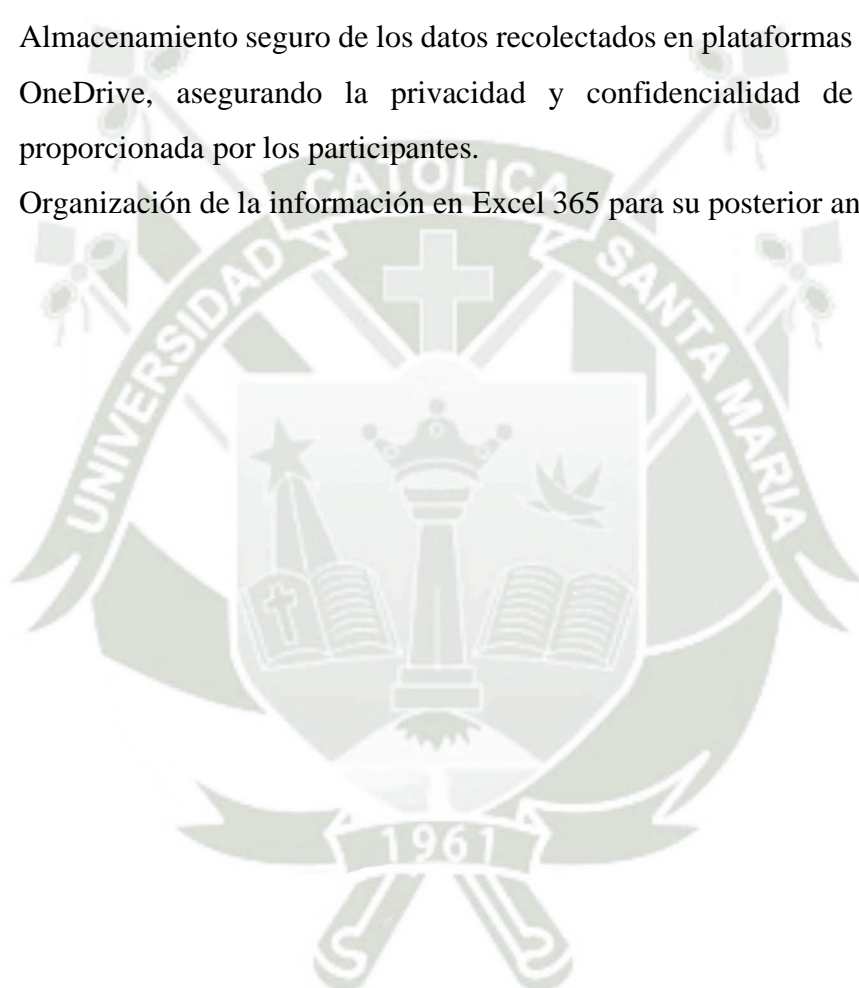 Almacenamiento seguro de los datos recolectados en plataformas
OneDrive, asegurando la privacidad y confidencialidad de
proporcionada por los participantes.
CATOLICA
Organización de la información en Excel 365 para su posterior an
UNIVERSIDAD
SANTA MARIA
1961